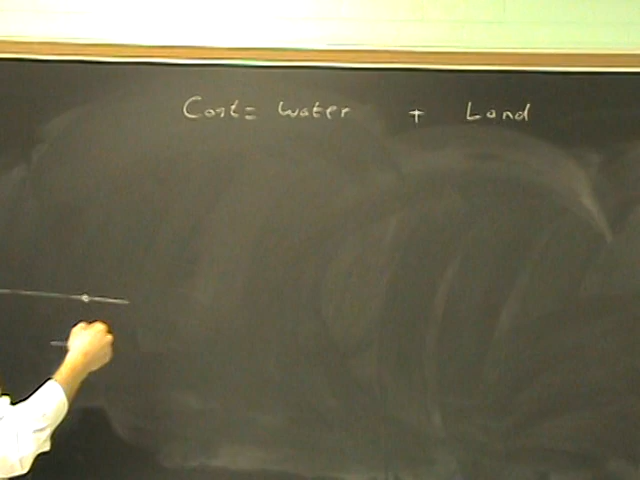 Cost= Water + Land